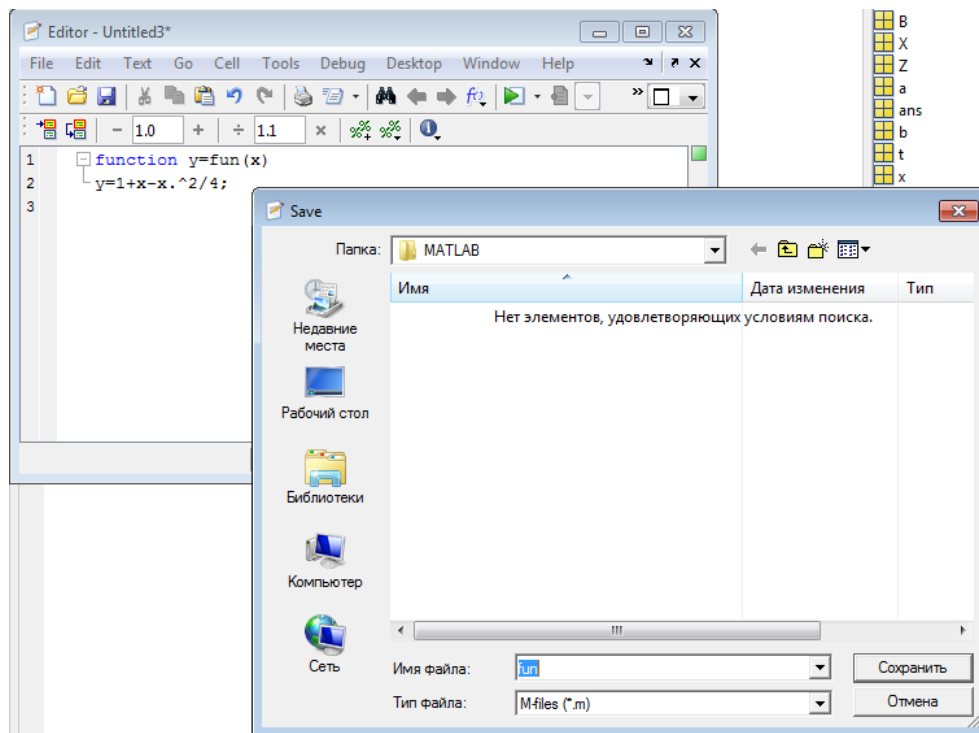 Editor - Untitled3*
File Edit Text Go Cell Tools Debug Desktop Window Help
- 1.0 + ÷ 1.1 ×
1 function y=fun(x)
2 y=1+x-x.^2/4;
3
B
X
Z
a
ans
b
t
x
Save
Папка: MATLAB
Имя Дата изменения Тип
Нет элементов, удовлетворяющих условиям поиска.
Недавние
места
Рабочий стол
Библиотеки
Компьютер
Сеть
Имя файла: fun Сохранить
Тип файла: M-files (*.m) Отмена